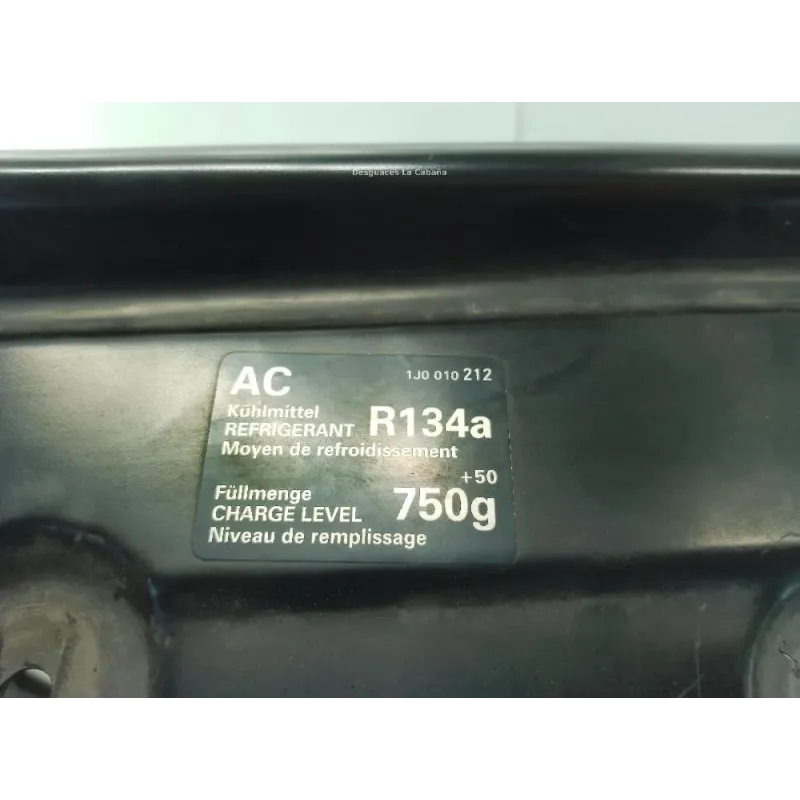 Desguaces La Cabana
AC 1J0 010 212
Kühlmittel
REFRIGERANT R134a
Moyen de refroidissement
+50
Füllmenge
CHARGE LEVEL 750g
Niveau de remplissage